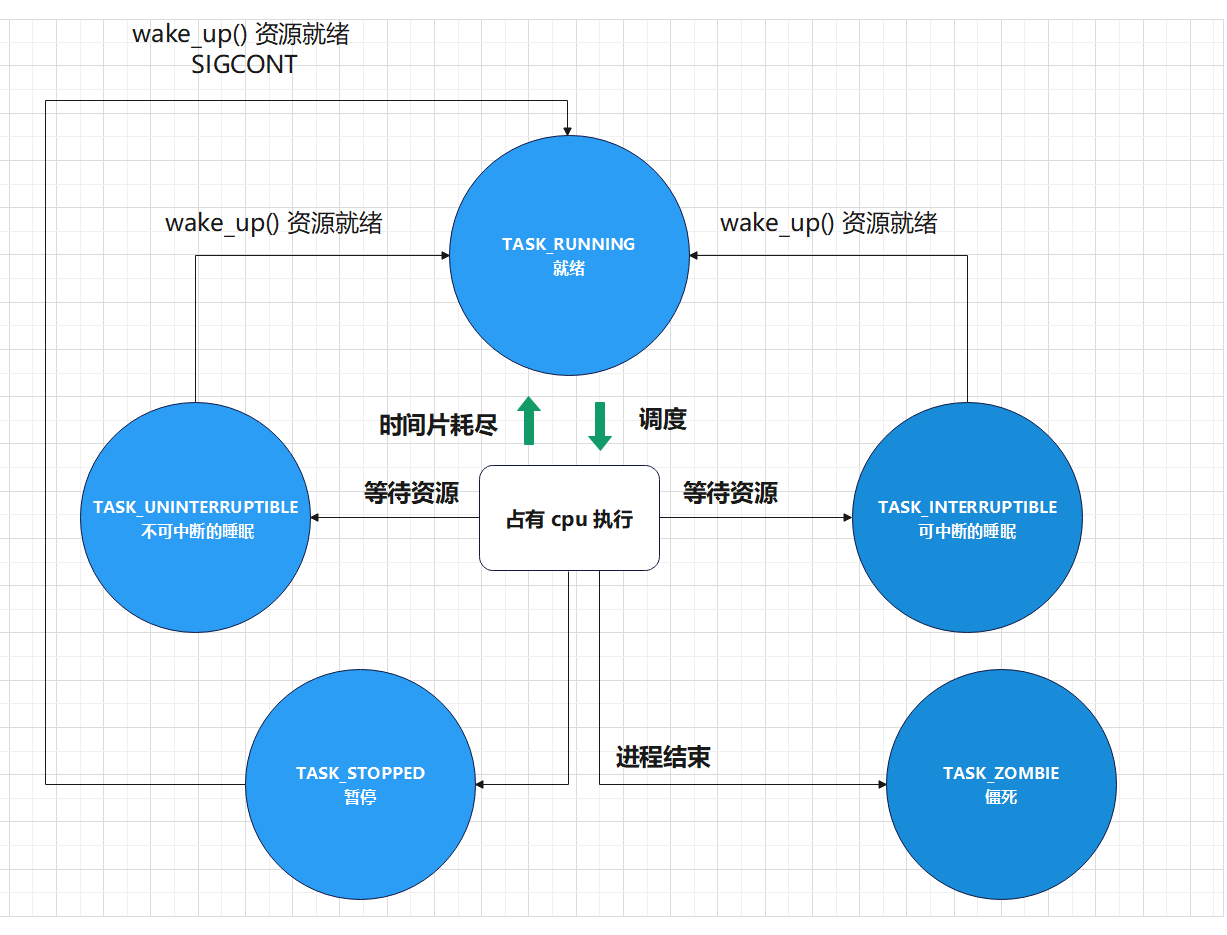 wake_up() 资源就绪
SIGCONT
wake_up() 资源就绪
wake_up() 资源就绪
TASK_RUNNING
就绪
时间片耗尽
调度
等待资源
等待资源
TASK_UNINTERRUPTIBLE
不可中断的睡眠
占有 cpu 执行
TASK_INTERRUPTIBLE
可中断的睡眠
进程结束
TASK_STOPPED
暂停
TASK_ZOMBIE
僵死